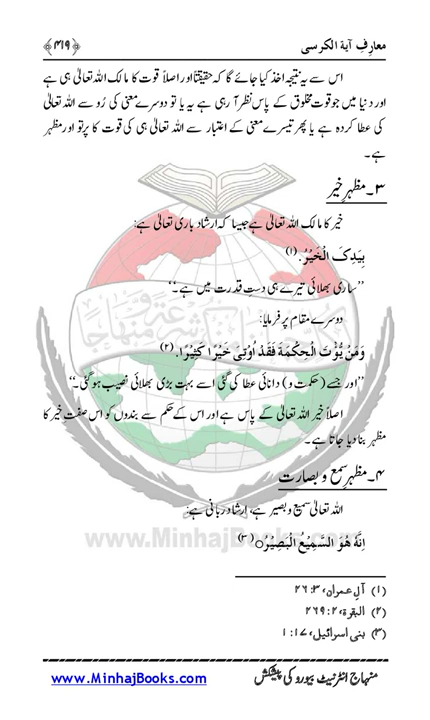 معارفِ آیۃ الکرسی ﴿۴۱۹﴾
اس سے یہ نتیجہ اخذ کیا جائے گا کہ حقیقتاً اور اصلاً قوت کا مالک اللہ تعالیٰ ہی ہے
اور دنیا میں جو قوت مخلوق کے پاس نظر آ رہی ہے یہ یا تو دوسرے معنی کی رُو سے اللہ تعالیٰ
کی عطا کردہ ہے یا پھر تیسرے معنی کے اعتبار سے اللہ تعالیٰ ہی کی قوت کا پرتو اور مظہر
ہے۔
۳۔ مظہرِ خیر
خیر کا مالک اللہ تعالیٰ ہے جیسا کہ ارشاد باری تعالیٰ ہے:
بِیَدِکَ الْخَیْرُ۔ (۱)
’’ساری بھلائی تیرے ہی دستِ قدرت میں ہے۔‘‘
دوسرے مقام پر فرمایا:
وَمَنْ یُّؤْتَ الْحِکْمَةَ فَقَدْ اُوْتِیَ خَیْرًا کَثِیْرًا۔ (۲)
’’اور جسے (حکمت و) دانائی عطا کی گئی اسے بہت بڑی بھلائی نصیب ہو گئی۔‘‘
اصلاً خیر اللہ تعالیٰ کے پاس ہے اور اس کے حکم سے بندوں کو اس صفتِ خیر کا
مظہر بنا دیا جاتا ہے۔
۴۔ مظہرِ سمع و بصارت
اللہ تعالیٰ سمیع و بصیر ہے، ارشاد ربانی ہے:
www.MinhajBooks.com
اِنَّهٗ هُوَ السَّمِیْعُ الْبَصِیْرُo (۳)
(۱) آل عمران، ۳: ۲۶
(۲) البقرة، ۲: ۲۶۹
(۳) بنی اسرائیل، ۱۷: ۱
منہاج انٹرنیٹ بیورو کی پیشکش www.MinhajBooks.com